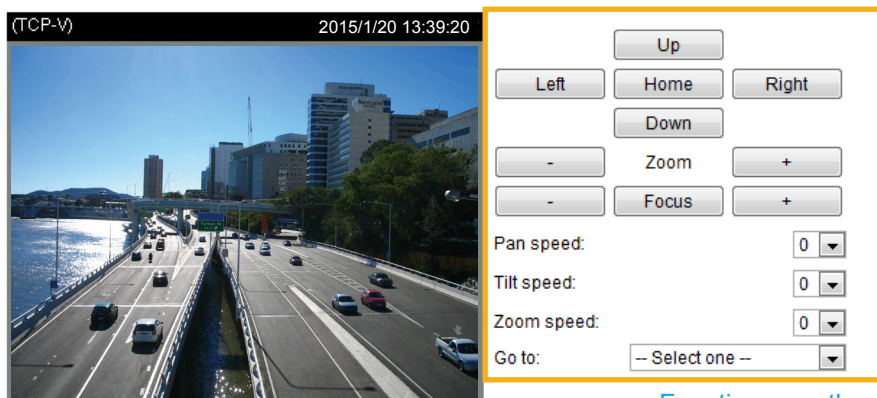 (TCP-V) 2015/1/20 13:39:20
Up
Left Home Right
Down
- Zoom +
- Focus +
Pan speed: 0
Tilt speed: 0
Zoom speed: 0
Go to: -- Select one --